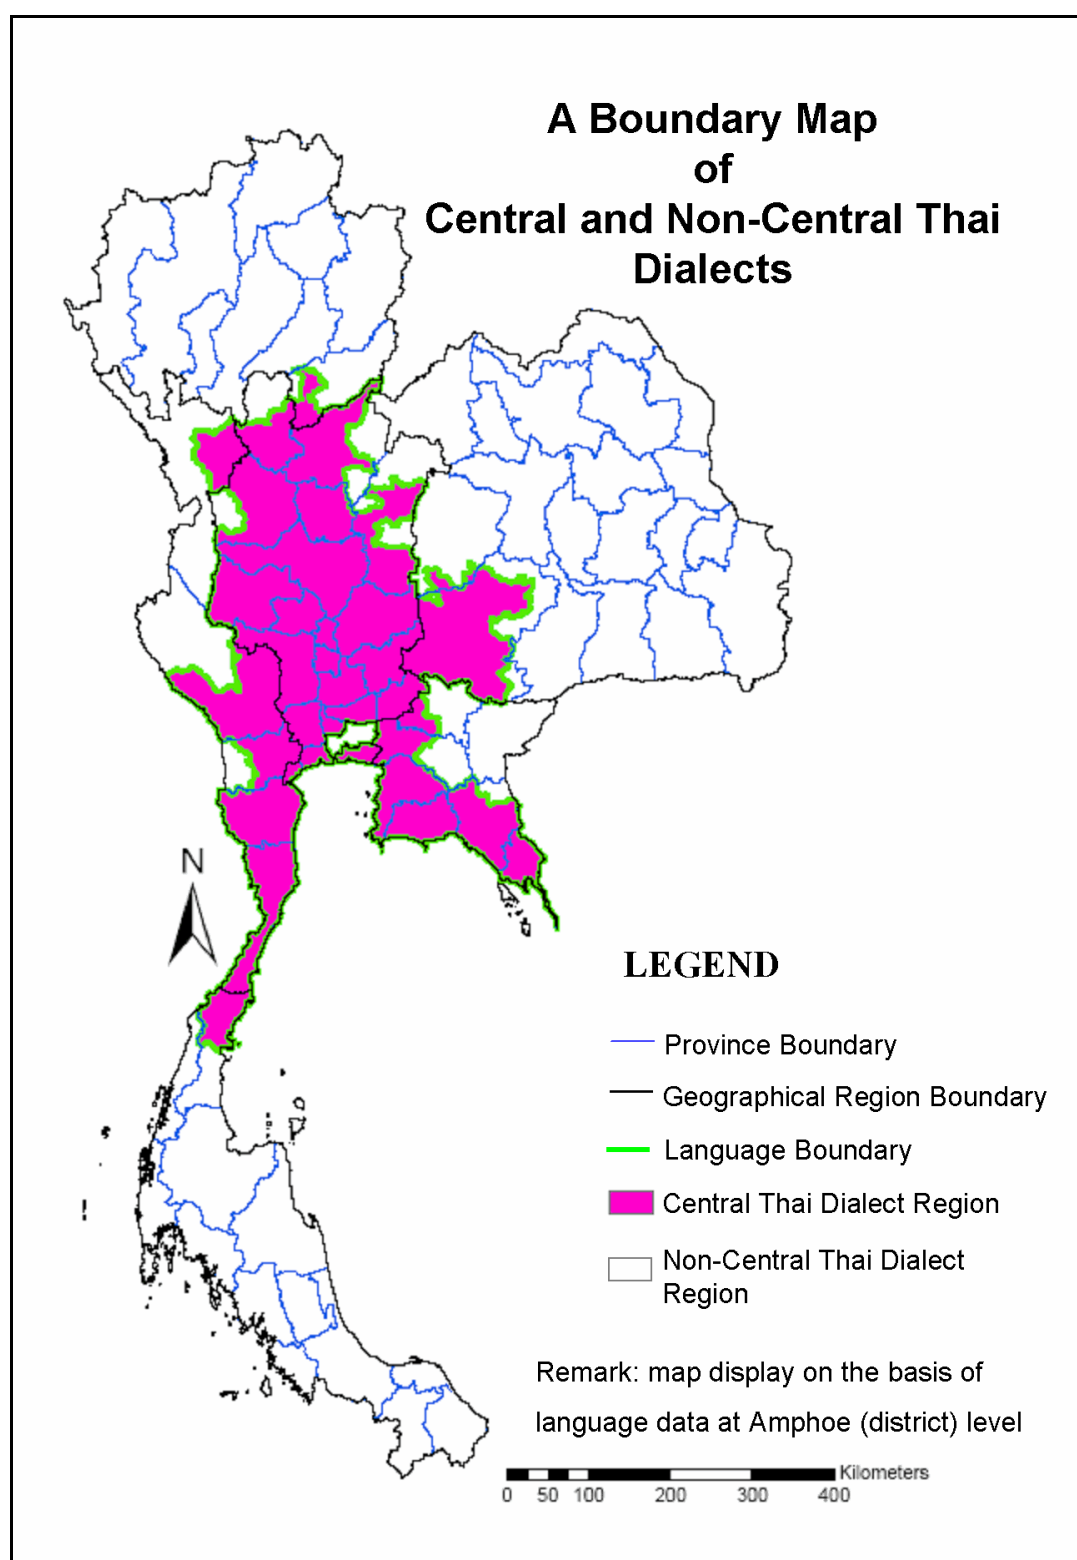 A Boundary Map
of
Central and Non-Central Thai
Dialects
N
LEGEND
Province Boundary
Geographical Region Boundary
Language Boundary
Central Thai Dialect Region
Non-Central Thai Dialect
Region
Remark: map display on the basis of
language data at Amphoe (district) level
Kilometers
0 50 100 200 300 400